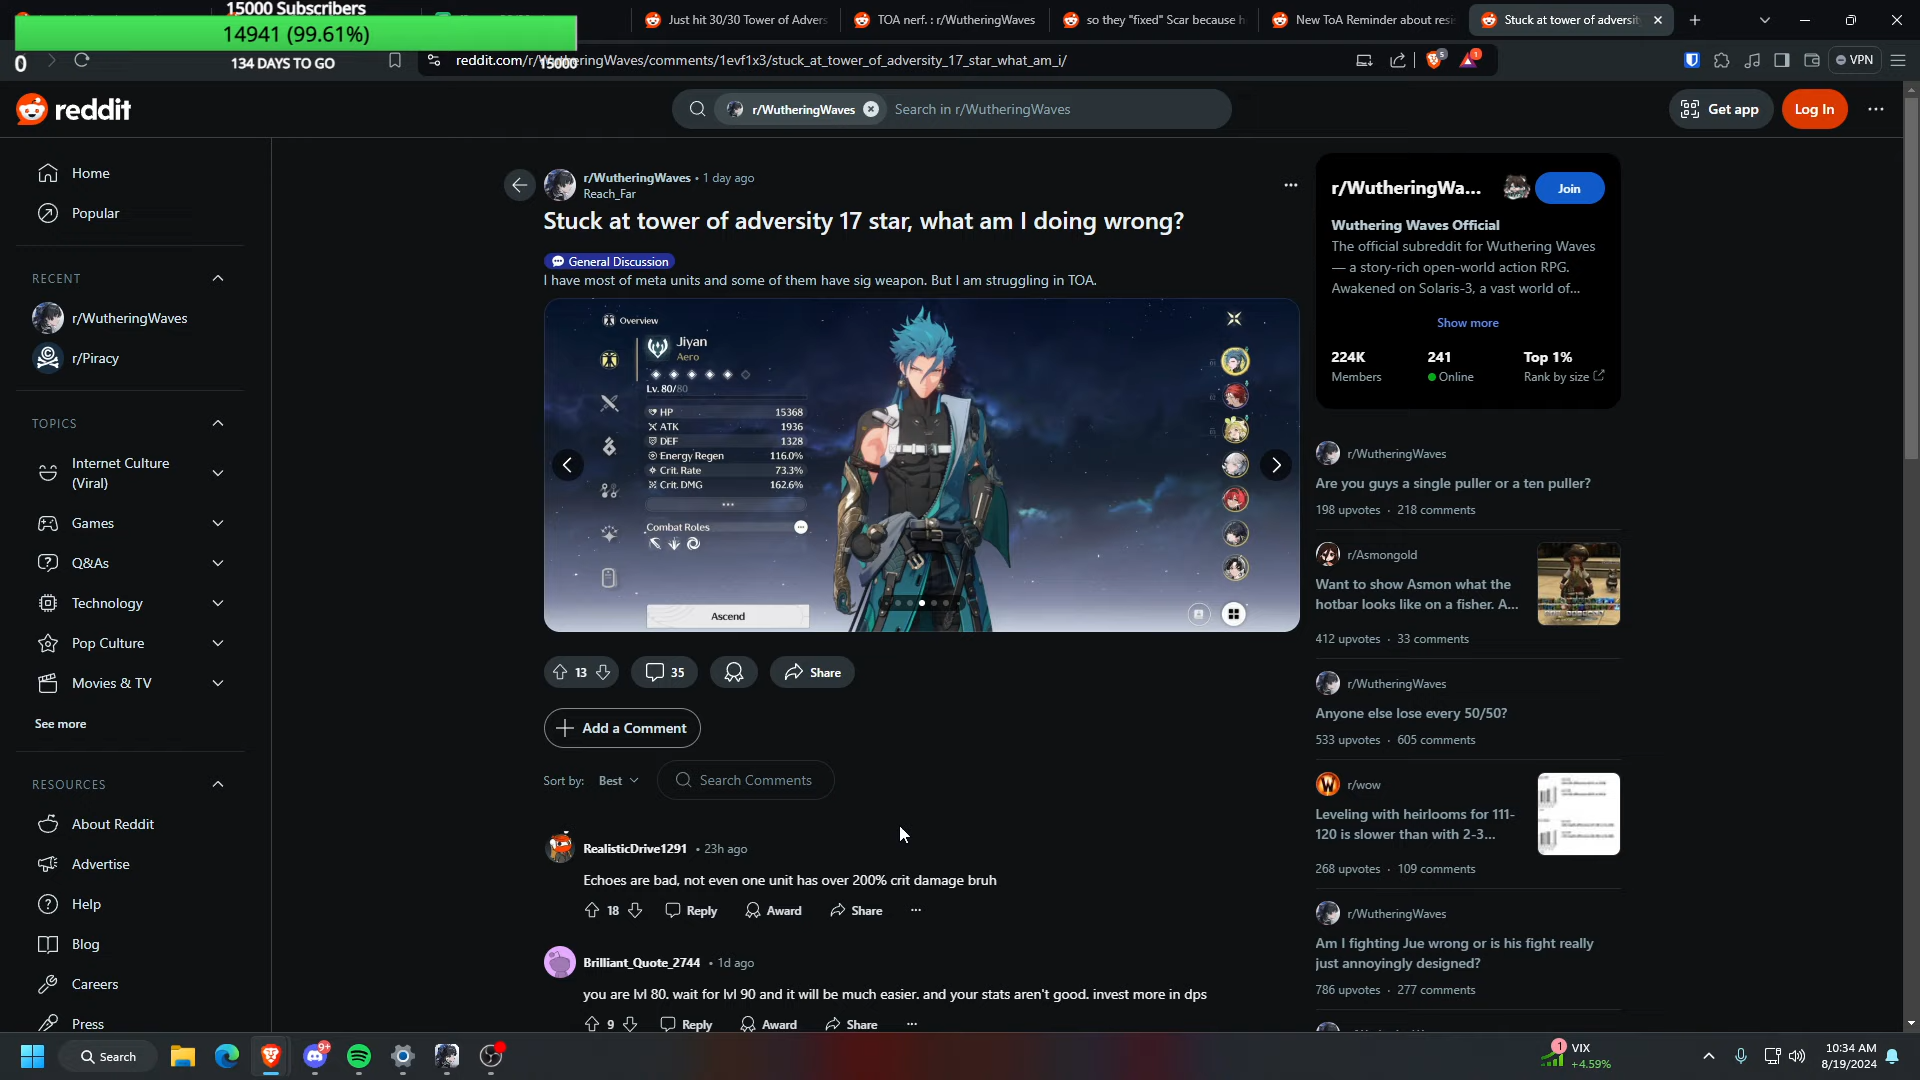 15000 Subscribers
14941 (99.61%)
134 DAYS TO GO
15000
0
Just hit 30/30 Tower of Advers
TOA nerf. : r/WutheringWaves
so they "fixed" Scar because h
New ToA Reminder about resi
Stuck at tower of adversity
VPN
reddit
r/WutheringWaves
Search in r/WutheringWaves
Get app
Log In
Home
Popular
RECENT
r/WutheringWaves
r/Piracy
TOPICS
Internet Culture
(Viral)
Games
Q&As
Technology
Pop Culture
Movies & TV
See more
RESOURCES
About Reddit
Advertise
Help
Blog
Careers
Press
r/WutheringWaves • 1 day ago
Reach_Far
Stuck at tower of adversity 17 star, what am I doing wrong?
General Discussion
I have most of meta units and some of them have sig weapon. But I am struggling in TOA.
Overview
Jiyan
Aero
Lv. 80/80
HP 15368
ATK 1936
DEF 1328
Energy Regen 116.0%
Crit. Rate 73.3%
Crit. DMG 162.6%
Combat Roles
Ascend
13
35
Share
Add a Comment
Sort by: Best
Search Comments
RealisticDrive1291 • 23h ago
Echoes are bad, not even one unit has over 200% crit damage bruh
18 Reply Award Share
Brilliant_Quote_2744 • 1d ago
you are lvl 80. wait for lvl 90 and it will be much easier. and your stats aren't good. invest more in dps
9 Reply Award Share
r/WutheringWa...
Join
Wuthering Waves Official
The official subreddit for Wuthering Waves
— a story-rich open-world action RPG.
Awakened on Solaris-3, a vast world of...
Show more
224K 241 Top 1%
Members Online Rank by size
r/WutheringWaves
Are you guys a single puller or a ten puller?
198 upvotes · 218 comments
r/Asmongold
Want to show Asmon what the
hotbar looks like on a fisher. A...
412 upvotes · 33 comments
r/WutheringWaves
Anyone else lose every 50/50?
533 upvotes · 605 comments
r/wow
Leveling with heirlooms for 111-
120 is slower than with 2-3...
268 upvotes · 109 comments
r/WutheringWaves
Am I fighting Jue wrong or is his fight really
just annoyingly designed?
786 upvotes · 277 comments
Search
9+
1
VIX
+4.59%
10:34 AM
8/19/2024